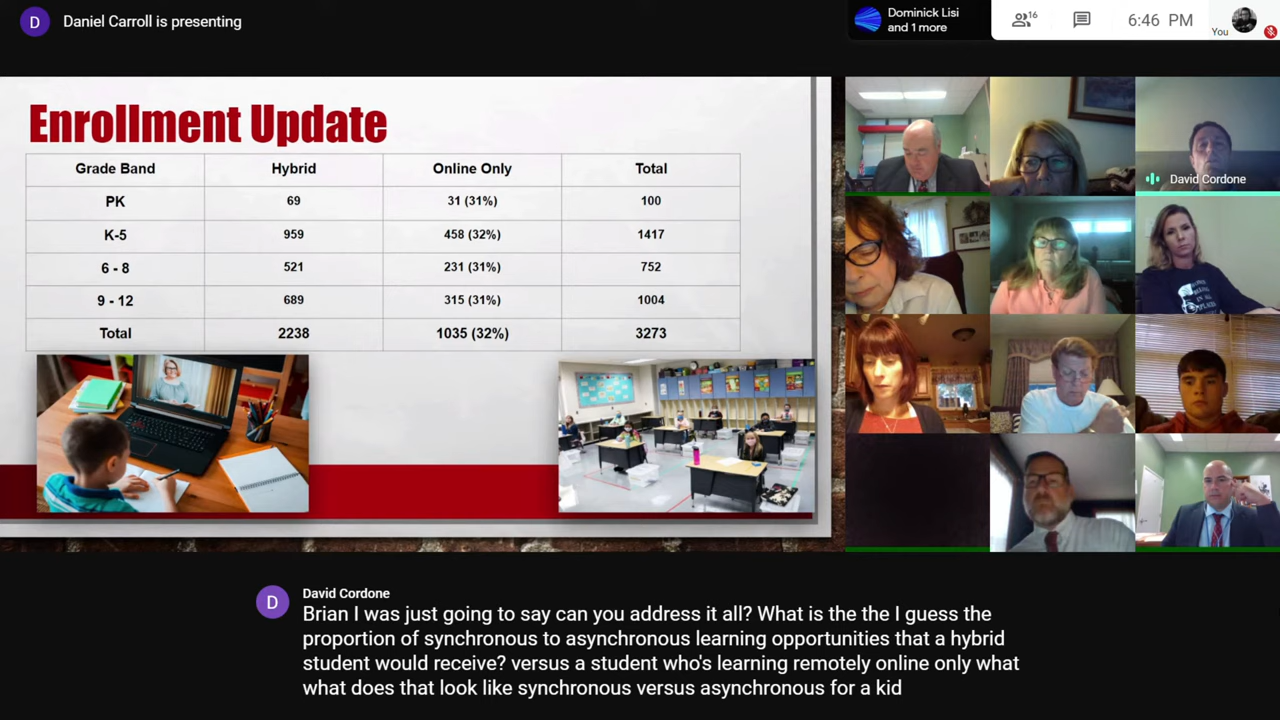 D
Daniel Carroll is presenting
Dominick Lisi
and 1 more
16
6:46 PM
You
Enrollment Update
Grade Band Hybrid Online Only Total
PK 69 31 (31%) 100
K-5 959 458 (32%) 1417
6 - 8 521 231 (31%) 752
9 - 12 689 315 (31%) 1004
Total 2238 1035 (32%) 3273
David Cordone
D
David Cordone
Brian I was just going to say can you address it all? What is the the I guess the
proportion of synchronous to asynchronous learning opportunities that a hybrid
student would receive? versus a student who's learning remotely online only what
what does that look like synchronous versus asynchronous for a kid